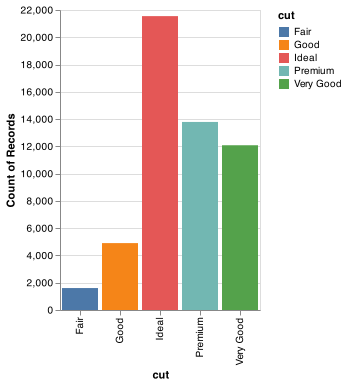 22,000
20,000
18,000
16,000
14,000
12,000
10,000
8,000
6,000
4,000
2,000
0
Count of Records
Fair
Good
Ideal
Premium
Very Good
cut
cut
Fair
Good
Ideal
Premium
Very Good